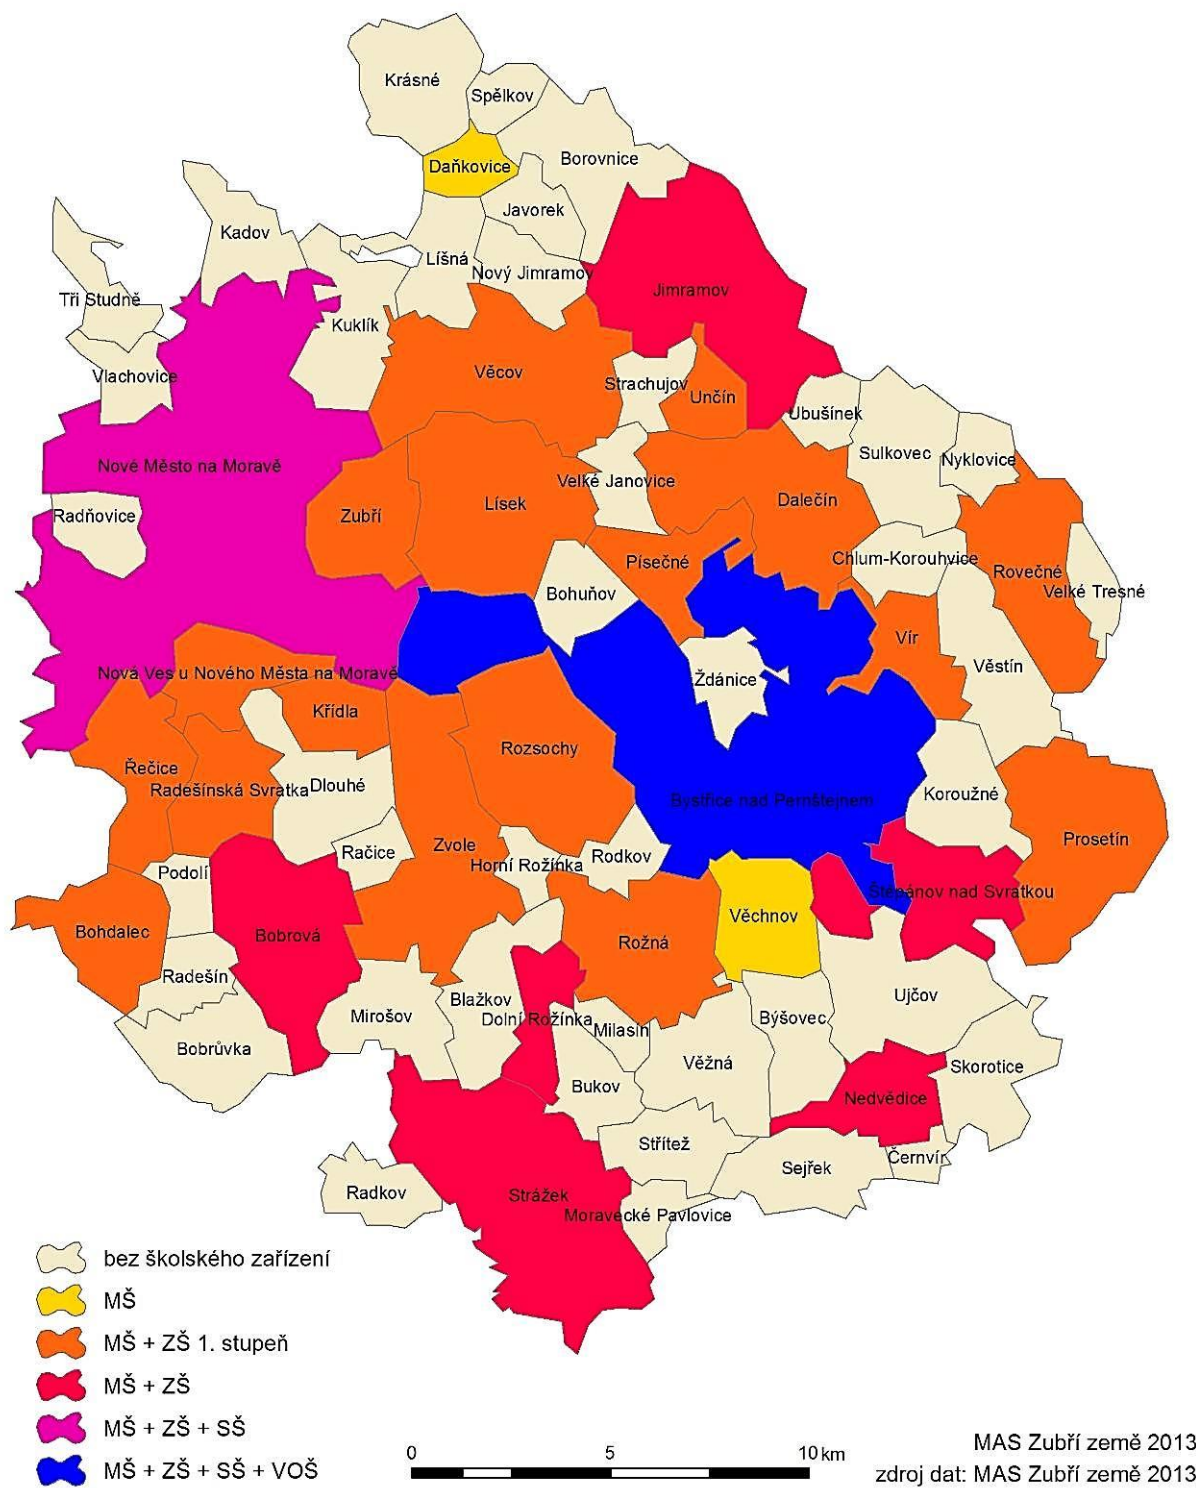 Krásné
Spělkov
Daňkovice
Borovnice
Javorek
Kadov
Líšná
Nový Jimramov
Tři Studně
Jimramov
Kuklík
Vlachovice
Věcov
Strachujov
Unčín
Ubušínek
Sulkovec
Nyklovice
Nové Město na Moravě
Velké Janovice
Radňovice
Zubří
Lísek
Dalečín
Písečné
Chlum-Korouhvice
Rovečné
Velké Tresné
Bohuňov
Vír
Věstín
Nová Ves u Nového Města na Moravě
Ždánice
Křídla
Rozsochy
Řečice
Radešínská Svratka
Dlouhé
Bystřice nad Pernštejnem
Koroužné
Prosetín
Račice
Zvole
Horní Rožínka
Rodkov
Podolí
Štěpánov nad Svratkou
Bohdalec
Bobrová
Rožná
Věchnov
Radešín
Blažkov
Ujčov
Mirošov
Dolní Rožínka
Milasín
Býšovec
Bobrůvka
Věžná
Skorotice
Bukov
Nedvědice
Střítež
Sejřek
Černvír
Radkov
Strážek
Moravecké Pavlovice
bez školského zařízení
MŠ
MŠ + ZŠ 1. stupeň
MŠ + ZŠ
MŠ + ZŠ + SŠ
MŠ + ZŠ + SŠ + VOŠ
0 5 10 km
MAS Zubří země 2013
zdroj dat: MAS Zubří země 2013